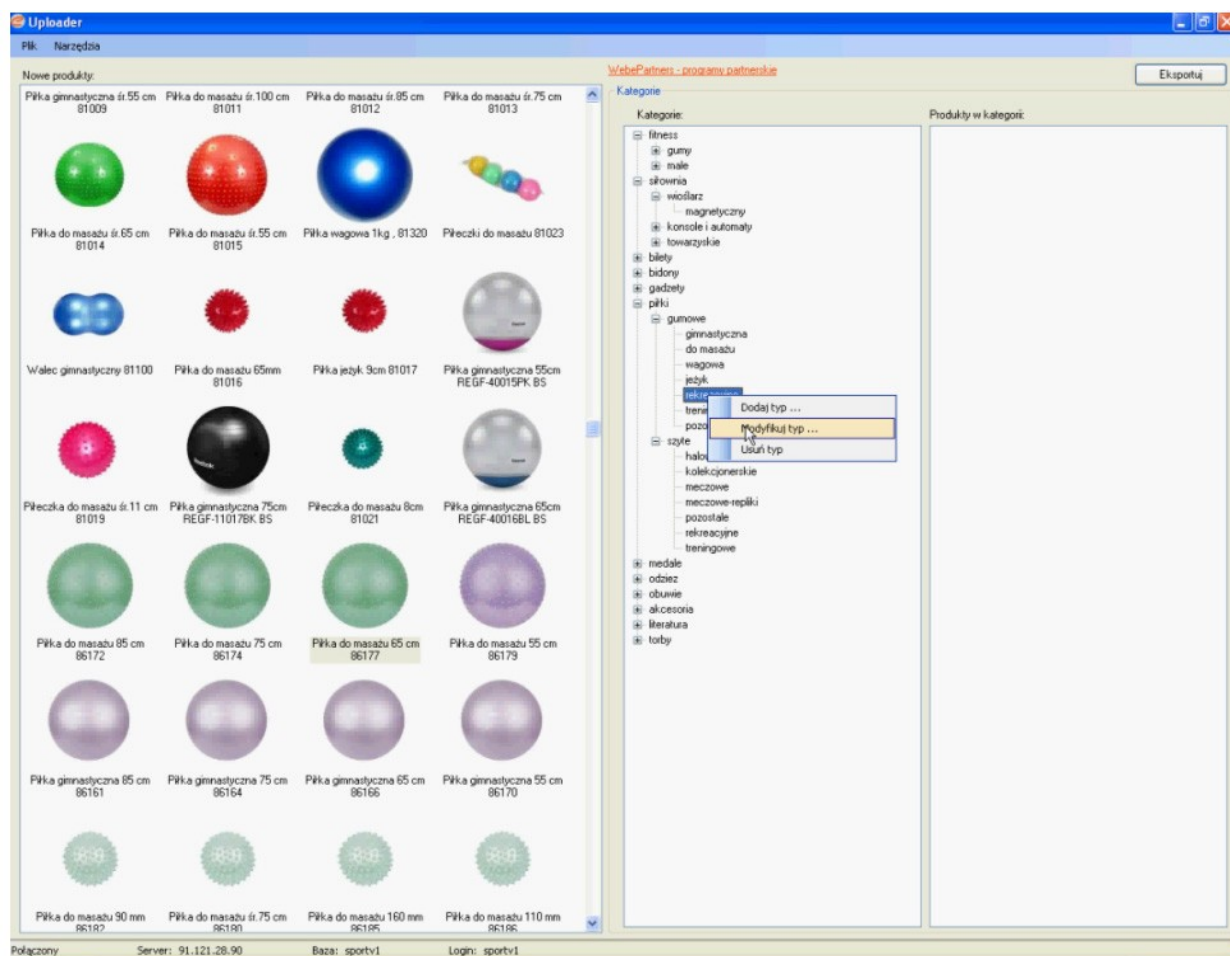 Uploader
Plik Narzędzia
Nowe produkty:
WebePartners - programy partnerskie
Eksportuj
Piłka gimnastyczna śr.55 cm 81009
Piłka do masażu śr.100 cm 81011
Piłka do masażu śr.85 cm 81012
Piłka do masażu śr.75 cm 81013
Piłka do masażu śr.65 cm 81014
Piłka do masażu śr.55 cm 81015
Piłka wagowa 1kg , 81320
Piłeczki do masażu 81023
Walec gimnastyczny 81100
Piłka do masażu 65mm 81016
Piłka jeżyk 9cm 81017
Piłka gimnastyczna 55cm REGF-40015PK BS
Piłeczka do masażu śr.11 cm 81019
Piłka gimnastyczna 75cm REGF-11017BK BS
Piłeczka do masażu 8cm 81021
Piłka gimnastyczna 65cm REGF-40016BL BS
Piłka do masażu 85 cm 86172
Piłka do masażu 75 cm 86174
Piłka do masażu 65 cm 86177
Piłka do masażu 55 cm 86179
Piłka gimnastyczna 85 cm 86161
Piłka gimnastyczna 75 cm 86164
Piłka gimnastyczna 65 cm 86166
Piłka gimnastyczna 55 cm 86170
Piłka do masażu 90 mm 86182
Piłka do masażu śr.75 cm 86180
Piłka do masażu 160 mm 86185
Piłka do masażu 110 mm 86186
Kategorie
Kategorie:
Produkty w kategorii:
fitness
gumy
małe
siłownia
wioślarz
magnetyczny
konsole i automaty
towarzyskie
bilety
bidony
gadzety
piłki
gumowe
gimnastyczna
do masażu
wagowa
jeżyk
rekreacyjne
Dodaj typ ...
Modyfikuj typ ...
Usuń typ
szyte
kolekcjonerskie
meczowe
meczowe-repliki
pozostale
rekreacyjne
treningowe
medale
odziez
obuwie
akcesoria
literatura
torby
Połączony Server: 91.121.28.90 Baza: sportv1 Login: sportv1